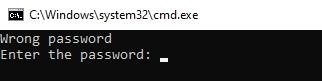 C:\Windows\system32\cmd.exe
Wrong password
Enter the password: